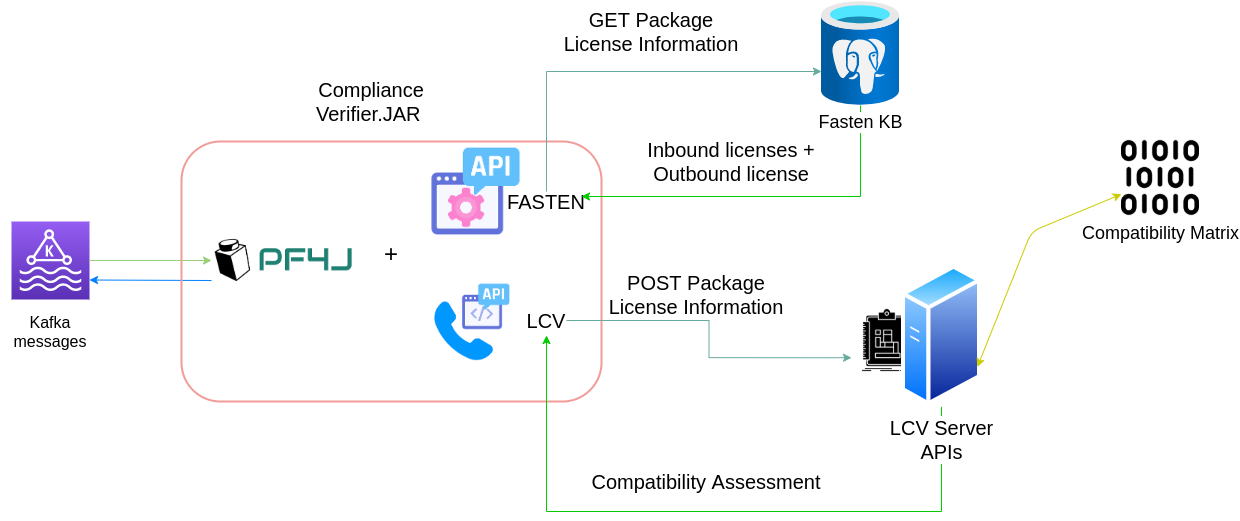 GET Package
License Information
Compliance
Verifier.JAR
Fasten KB
Inbound licenses +
Outbound license
API
FASTEN
01010
10101
01010
Compatibility Matrix
K
PF4J
+
Kafka
messages
API
</>
LCV
POST Package
License Information
LCV Server
APIs
Compatibility Assessment